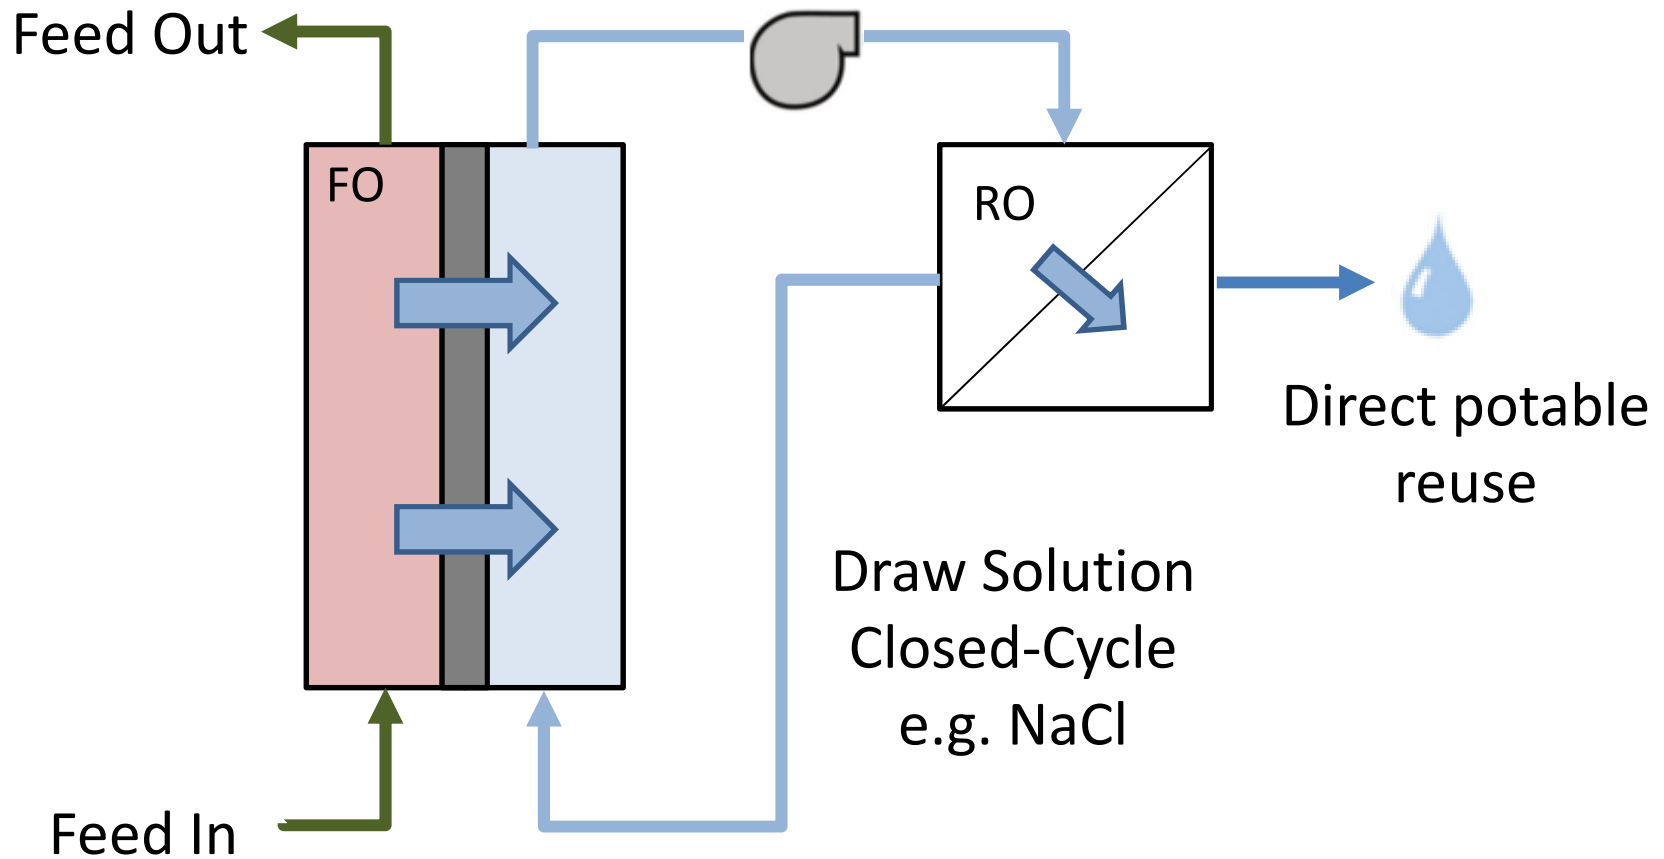 Feed Out
FO
RO
Direct potable
reuse
Draw Solution
Closed-Cycle
e.g. NaCl
Feed In